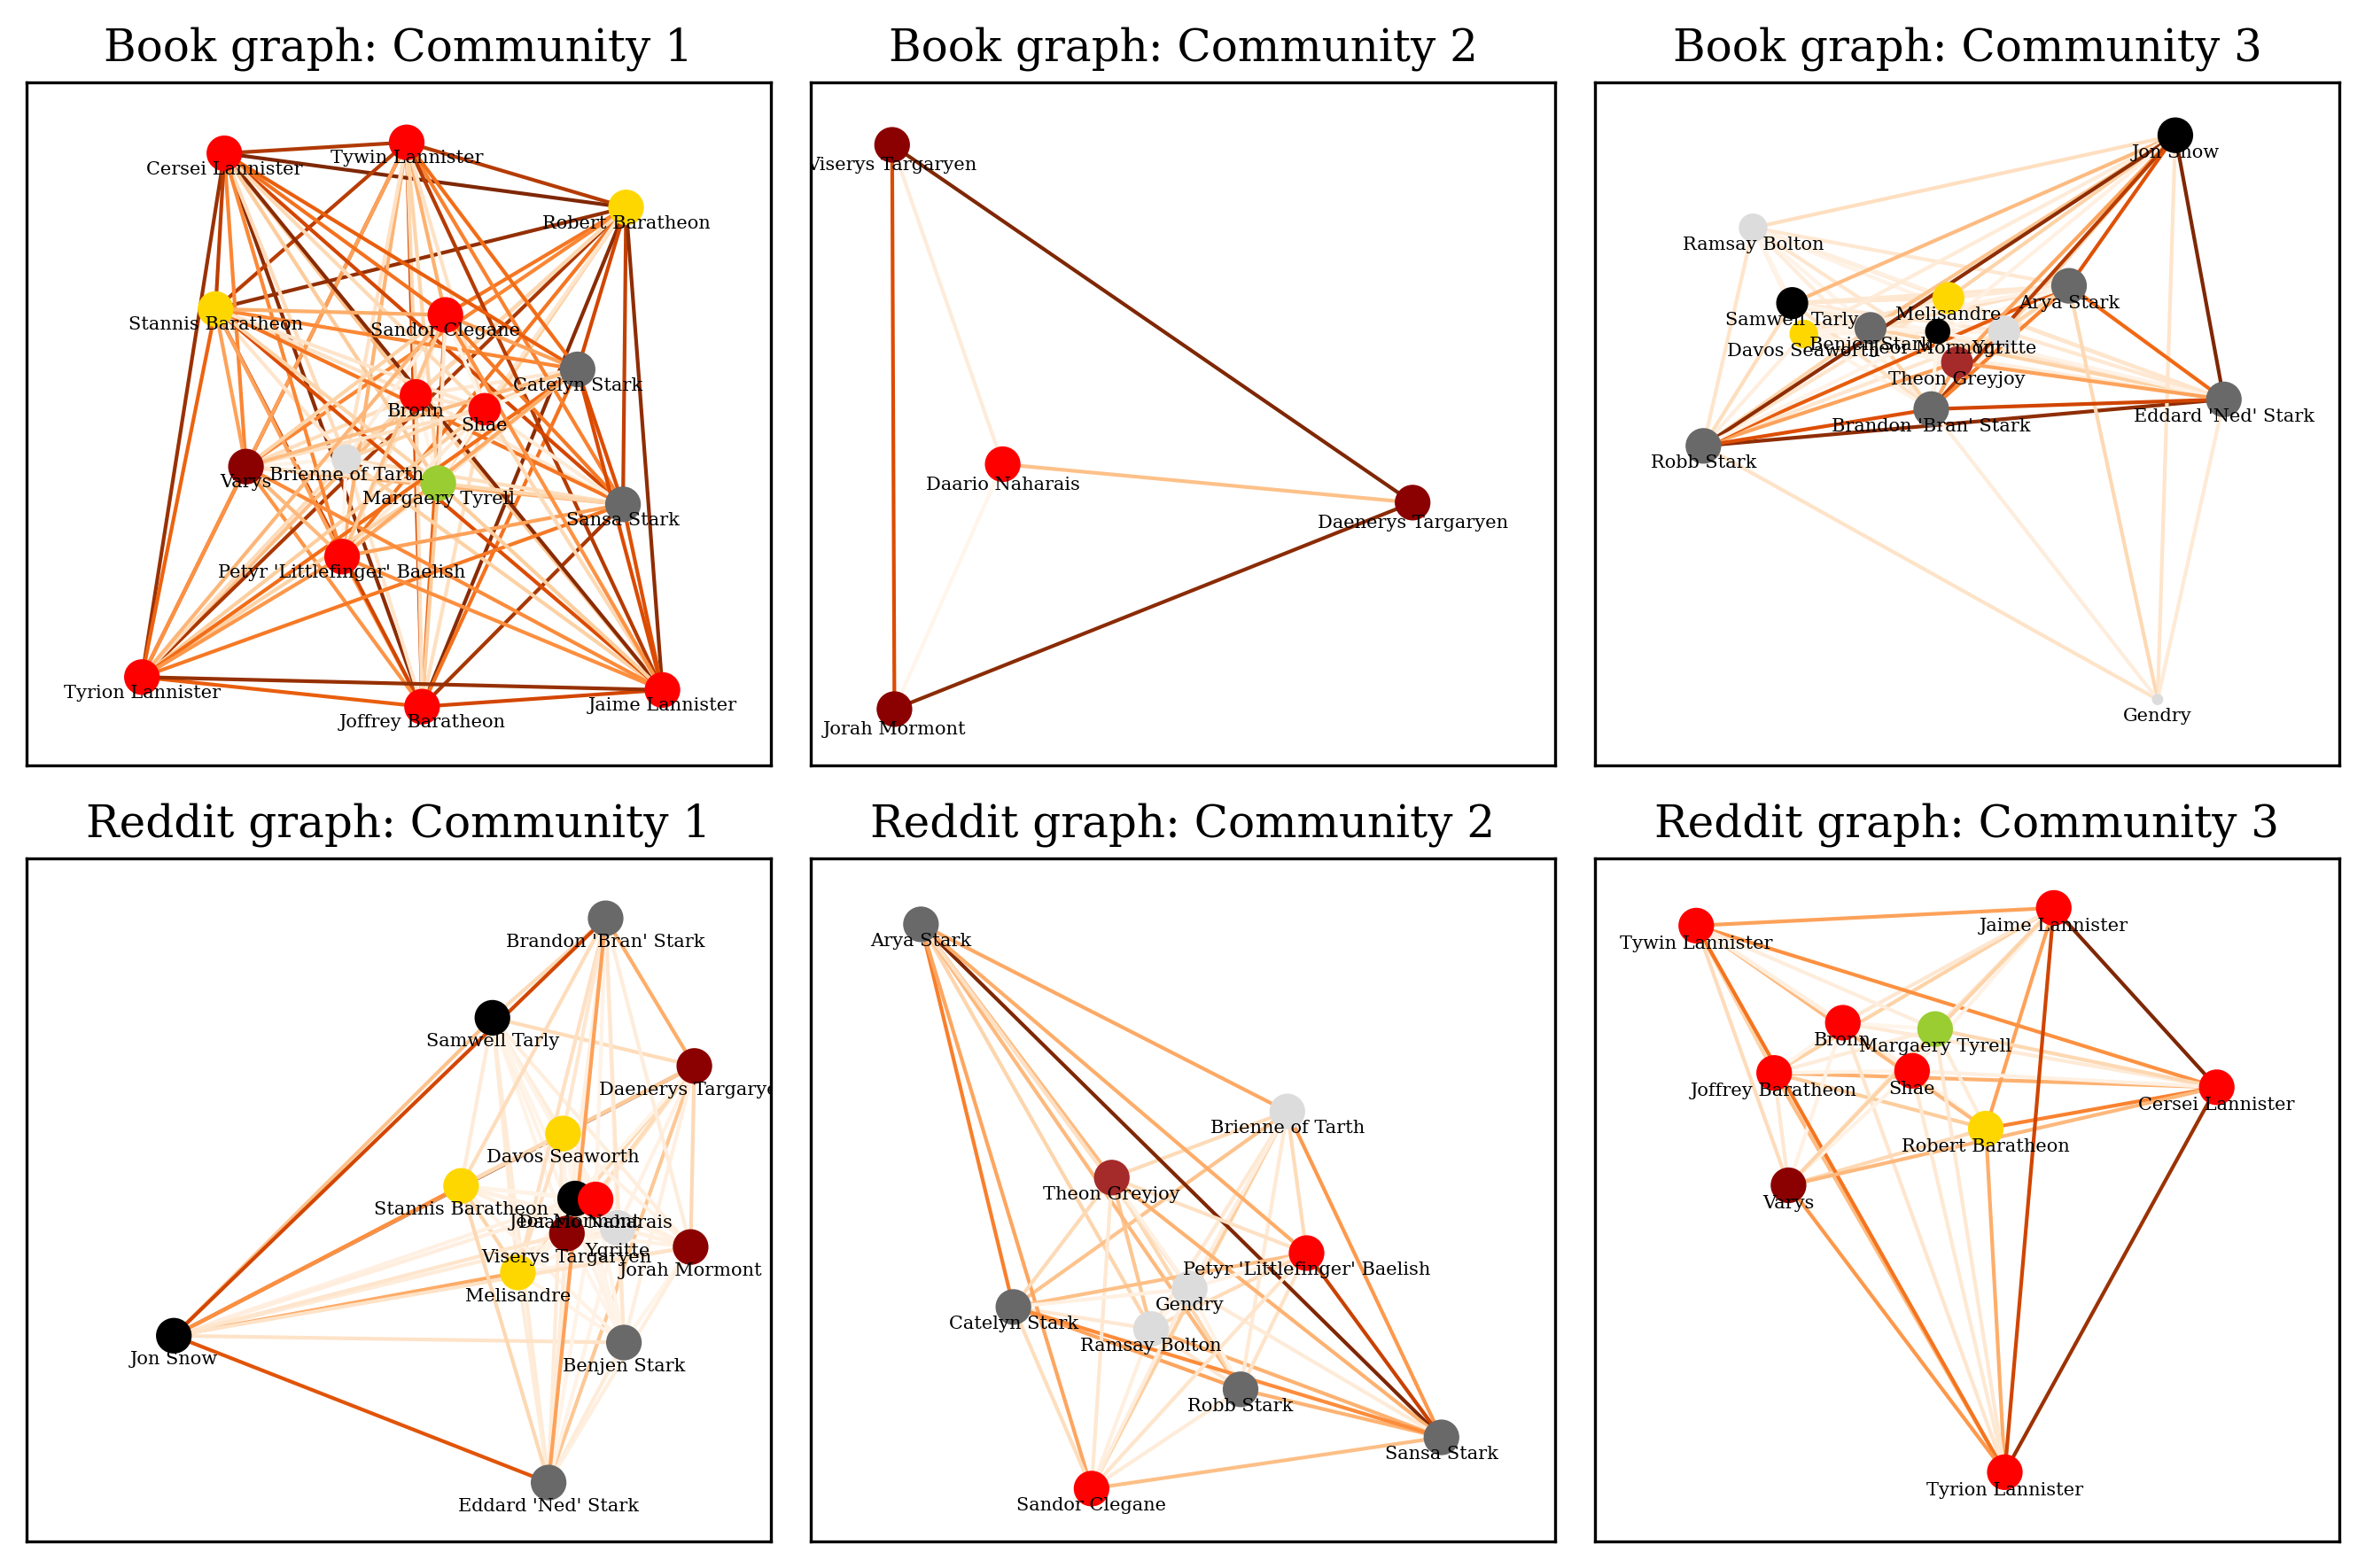 Book graph: Community 1
Cersei Lannister
Tywin Lannister
Robert Baratheon
Stannis Baratheon
Sandor Clegane
Catelyn Stark
Bronn
Shae
Varys
Brienne of Tarth
Margaery Tyrell
Sansa Stark
Petyr 'Littlefinger' Baelish
Tyrion Lannister
Joffrey Baratheon
Jaime Lannister
Book graph: Community 2
Viserys Targaryen
Daario Naharais
Daenerys Targaryen
Jorah Mormont
Book graph: Community 3
Jon Snow
Ramsay Bolton
Arya Stark
Melisandre
Samwell Tarly
Davos Seaworth
Benjen Stark
Jeor Mormont
Ygritte
Theon Greyjoy
Brandon 'Bran' Stark
Eddard 'Ned' Stark
Robb Stark
Gendry
Reddit graph: Community 1
Brandon 'Bran' Stark
Samwell Tarly
Daenerys Targarye
Davos Seaworth
Stannis Baratheon
Jeor Mormont
Daario Naharais
Ygritte
Viserys Targaryen
Jorah Mormont
Melisandre
Jon Snow
Benjen Stark
Eddard 'Ned' Stark
Reddit graph: Community 2
Arya Stark
Brienne of Tarth
Theon Greyjoy
Petyr 'Littlefinger' Baelish
Gendry
Catelyn Stark
Ramsay Bolton
Robb Stark
Sansa Stark
Sandor Clegane
Reddit graph: Community 3
Jaime Lannister
Tywin Lannister
Bronn
Margaery Tyrell
Joffrey Baratheon
Shae
Cersei Lannister
Robert Baratheon
Varys
Tyrion Lannister